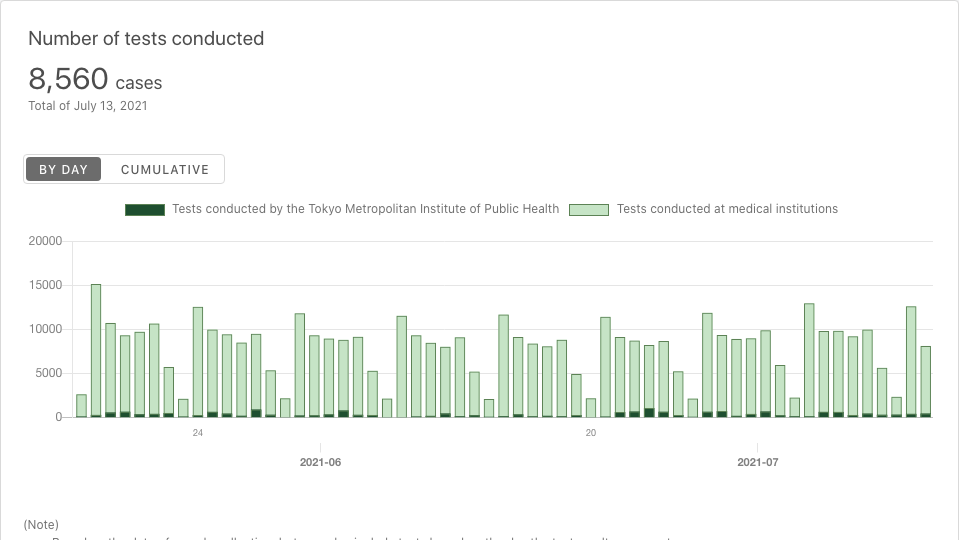 Number of tests conducted
8,560 cases
Total of July 13, 2021
BY DAY CUMULATIVE
Tests conducted by the Tokyo Metropolitan Institute of Public Health Tests conducted at medical institutions
20000
15000
10000
5000
0
24 20
2021-06 2021-07
(Note)